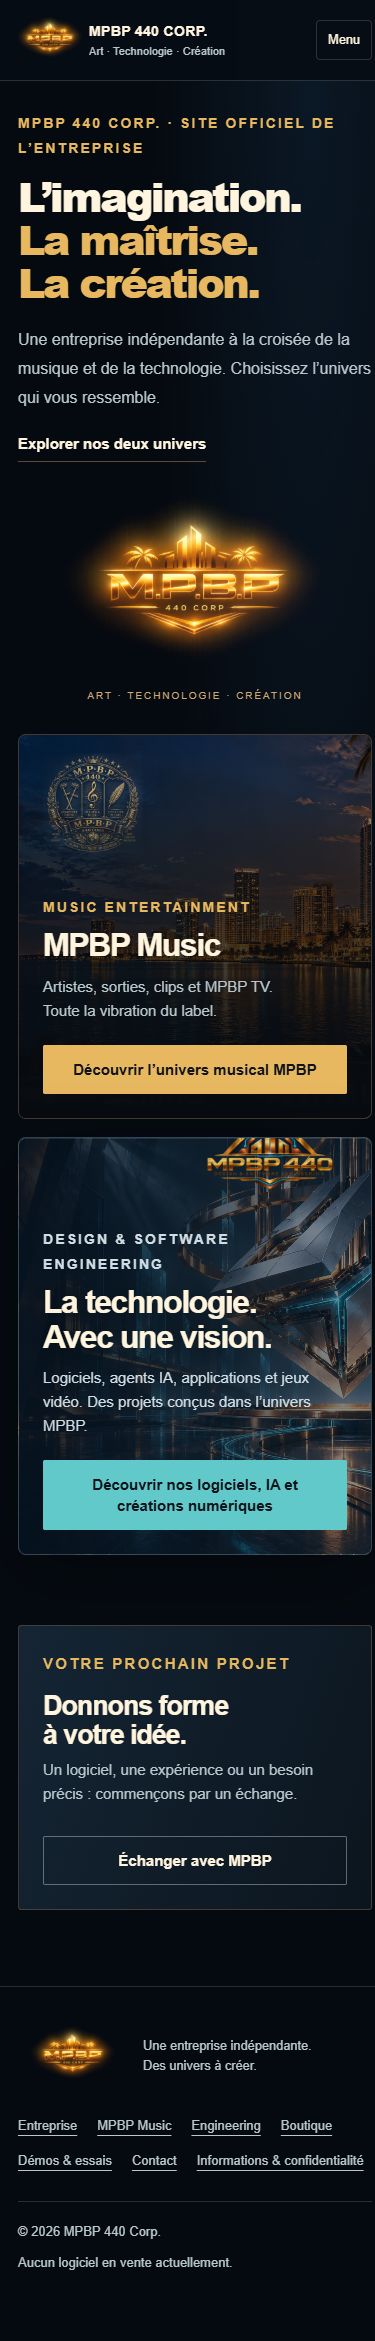 MPBP
MPBP 440 CORP.
Art · Technologie · Création
Menu
MPBP 440 CORP. · SITE OFFICIEL DE
L’ENTREPRISE
L’imagination.
La maîtrise.
La création.
Une entreprise indépendante à la croisée de la
musique et de la technologie. Choisissez l’univers
qui vous ressemble.
Explorer nos deux univers
M.P.B.P
440 CORP
ART · TECHNOLOGIE · CRÉATION
M·P·B·P
440
M·P·B·P
MUSIC ENTERTAINMENT
MPBP Music
Artistes, sorties, clips et MPBP TV.
Toute la vibration du label.
Découvrir l’univers musical MPBP
MPBP 440
DESIGN & SOFTWARE
ENGINEERING
La technologie.
Avec une vision.
Logiciels, agents IA, applications et jeux
vidéo. Des projets conçus dans l’univers
MPBP.
Découvrir nos logiciels, IA et
créations numériques
VOTRE PROCHAIN PROJET
Donnons forme
à votre idée.
Un logiciel, une expérience ou un besoin
précis : commençons par un échange.
Échanger avec MPBP
MPBP
Une entreprise indépendante.
Des univers à créer.
Entreprise MPBP Music Engineering Boutique
Démos & essais Contact Informations & confidentialité
© 2026 MPBP 440 Corp.
Aucun logiciel en vente actuellement.